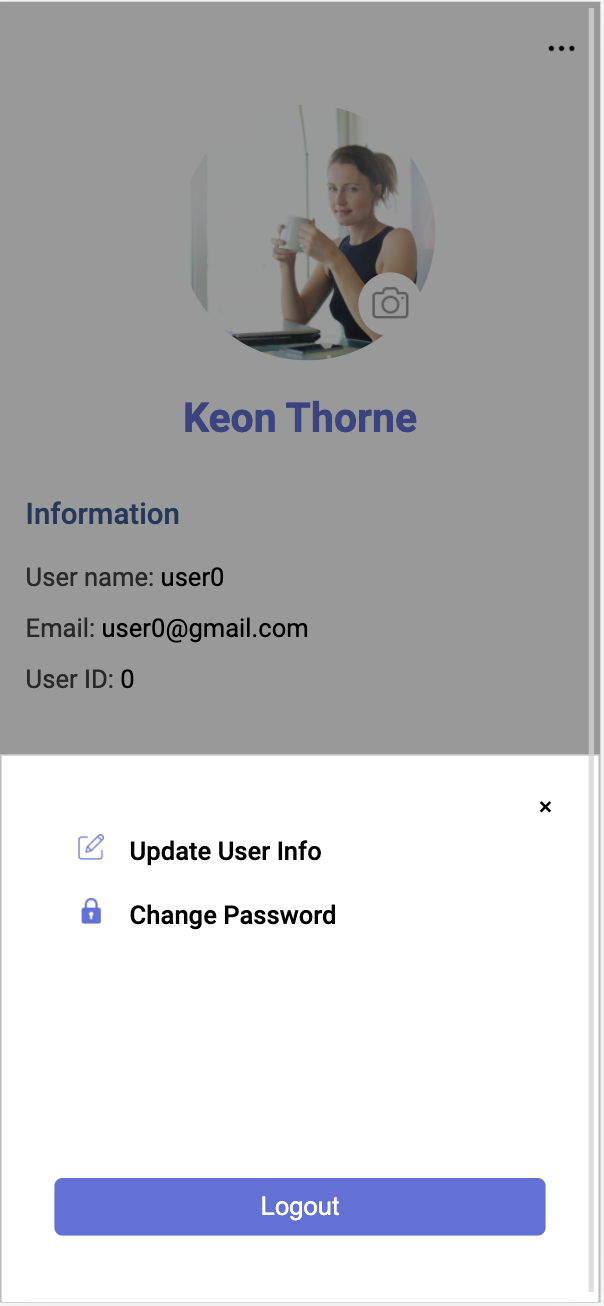 Keon Thorne
Information
User name: user0
Email: user0@gmail.com
User ID: 0
Update User Info
Change Password
Logout